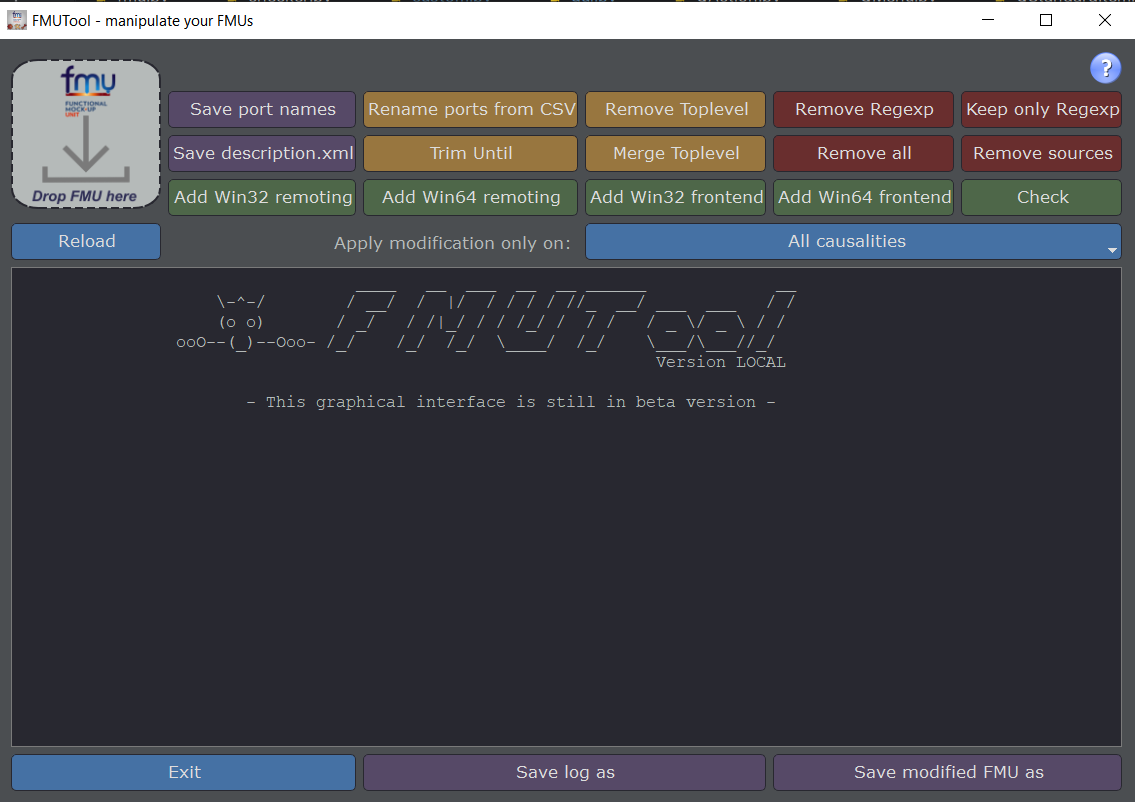 FMUTool - manipulate your FMUs
fmu
FUNCTIONAL
MOCK-UP
UNIT
Drop FMU here
?
Save port names
Rename ports from CSV
Remove Toplevel
Remove Regexp
Keep only Regexp
Save description.xml
Trim Until
Merge Toplevel
Remove all
Remove sources
Add Win32 remoting
Add Win64 remoting
Add Win32 frontend
Add Win64 frontend
Check
Reload
Apply modification only on:
All causalities
FMUTool
Version LOCAL
- This graphical interface is still in beta version -
Exit
Save log as
Save modified FMU as